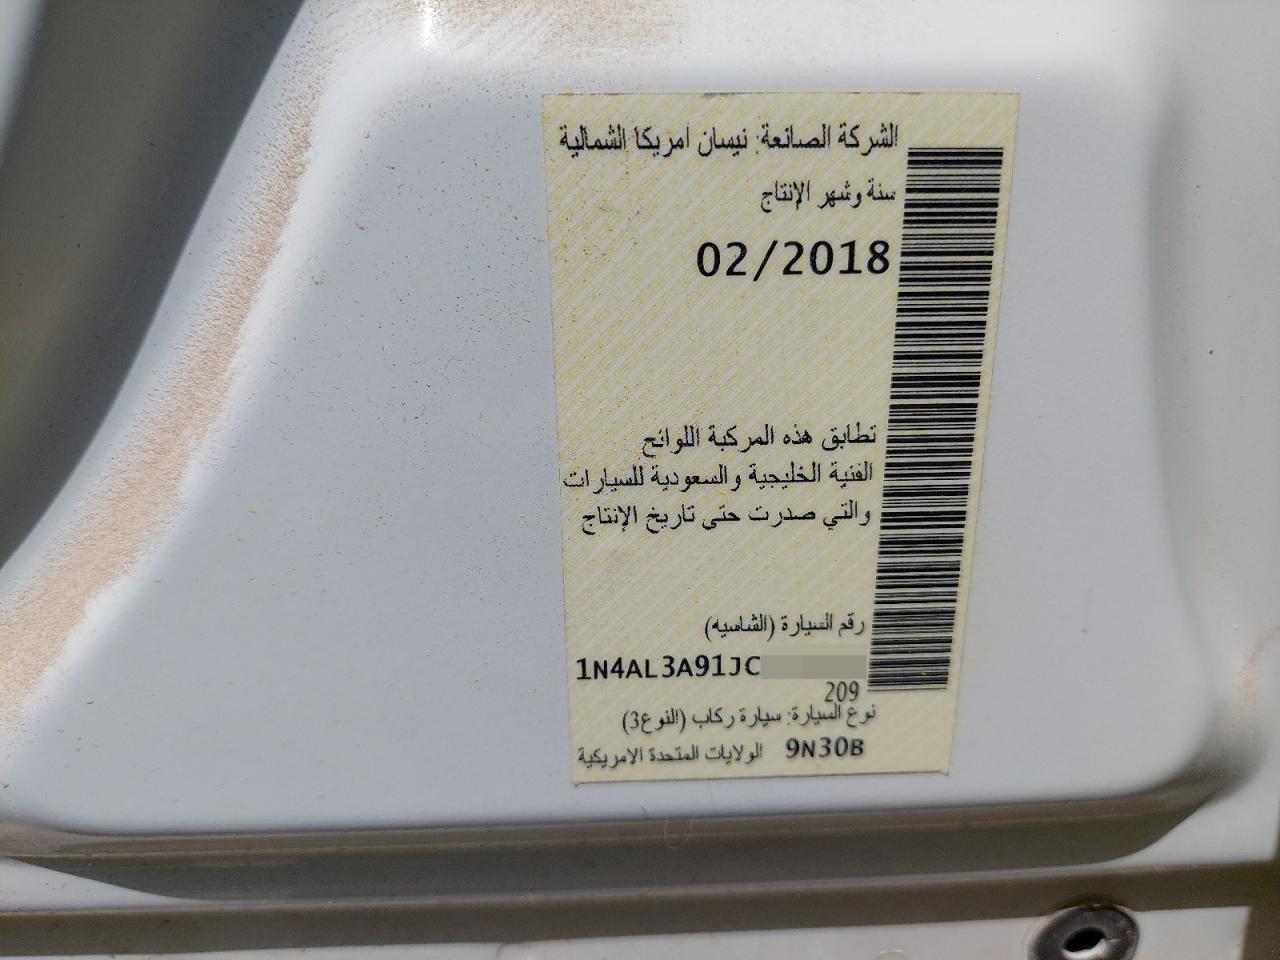 الشركة الصانعة: نيسان امريكا الشمالية
سنة وشهر الإنتاج
02/2018
تطابق هذه المركبة اللوائح
الفنية الخليجية والسعودية للسيارات
والتي صدرت حتى تاريخ الإنتاج
رقم السيارة (الشاسيه)
1N4AL3A91JC
209
نوع السيارة: سيارة ركاب (النوع3)
9N30B الولايات المتحدة الامريكية